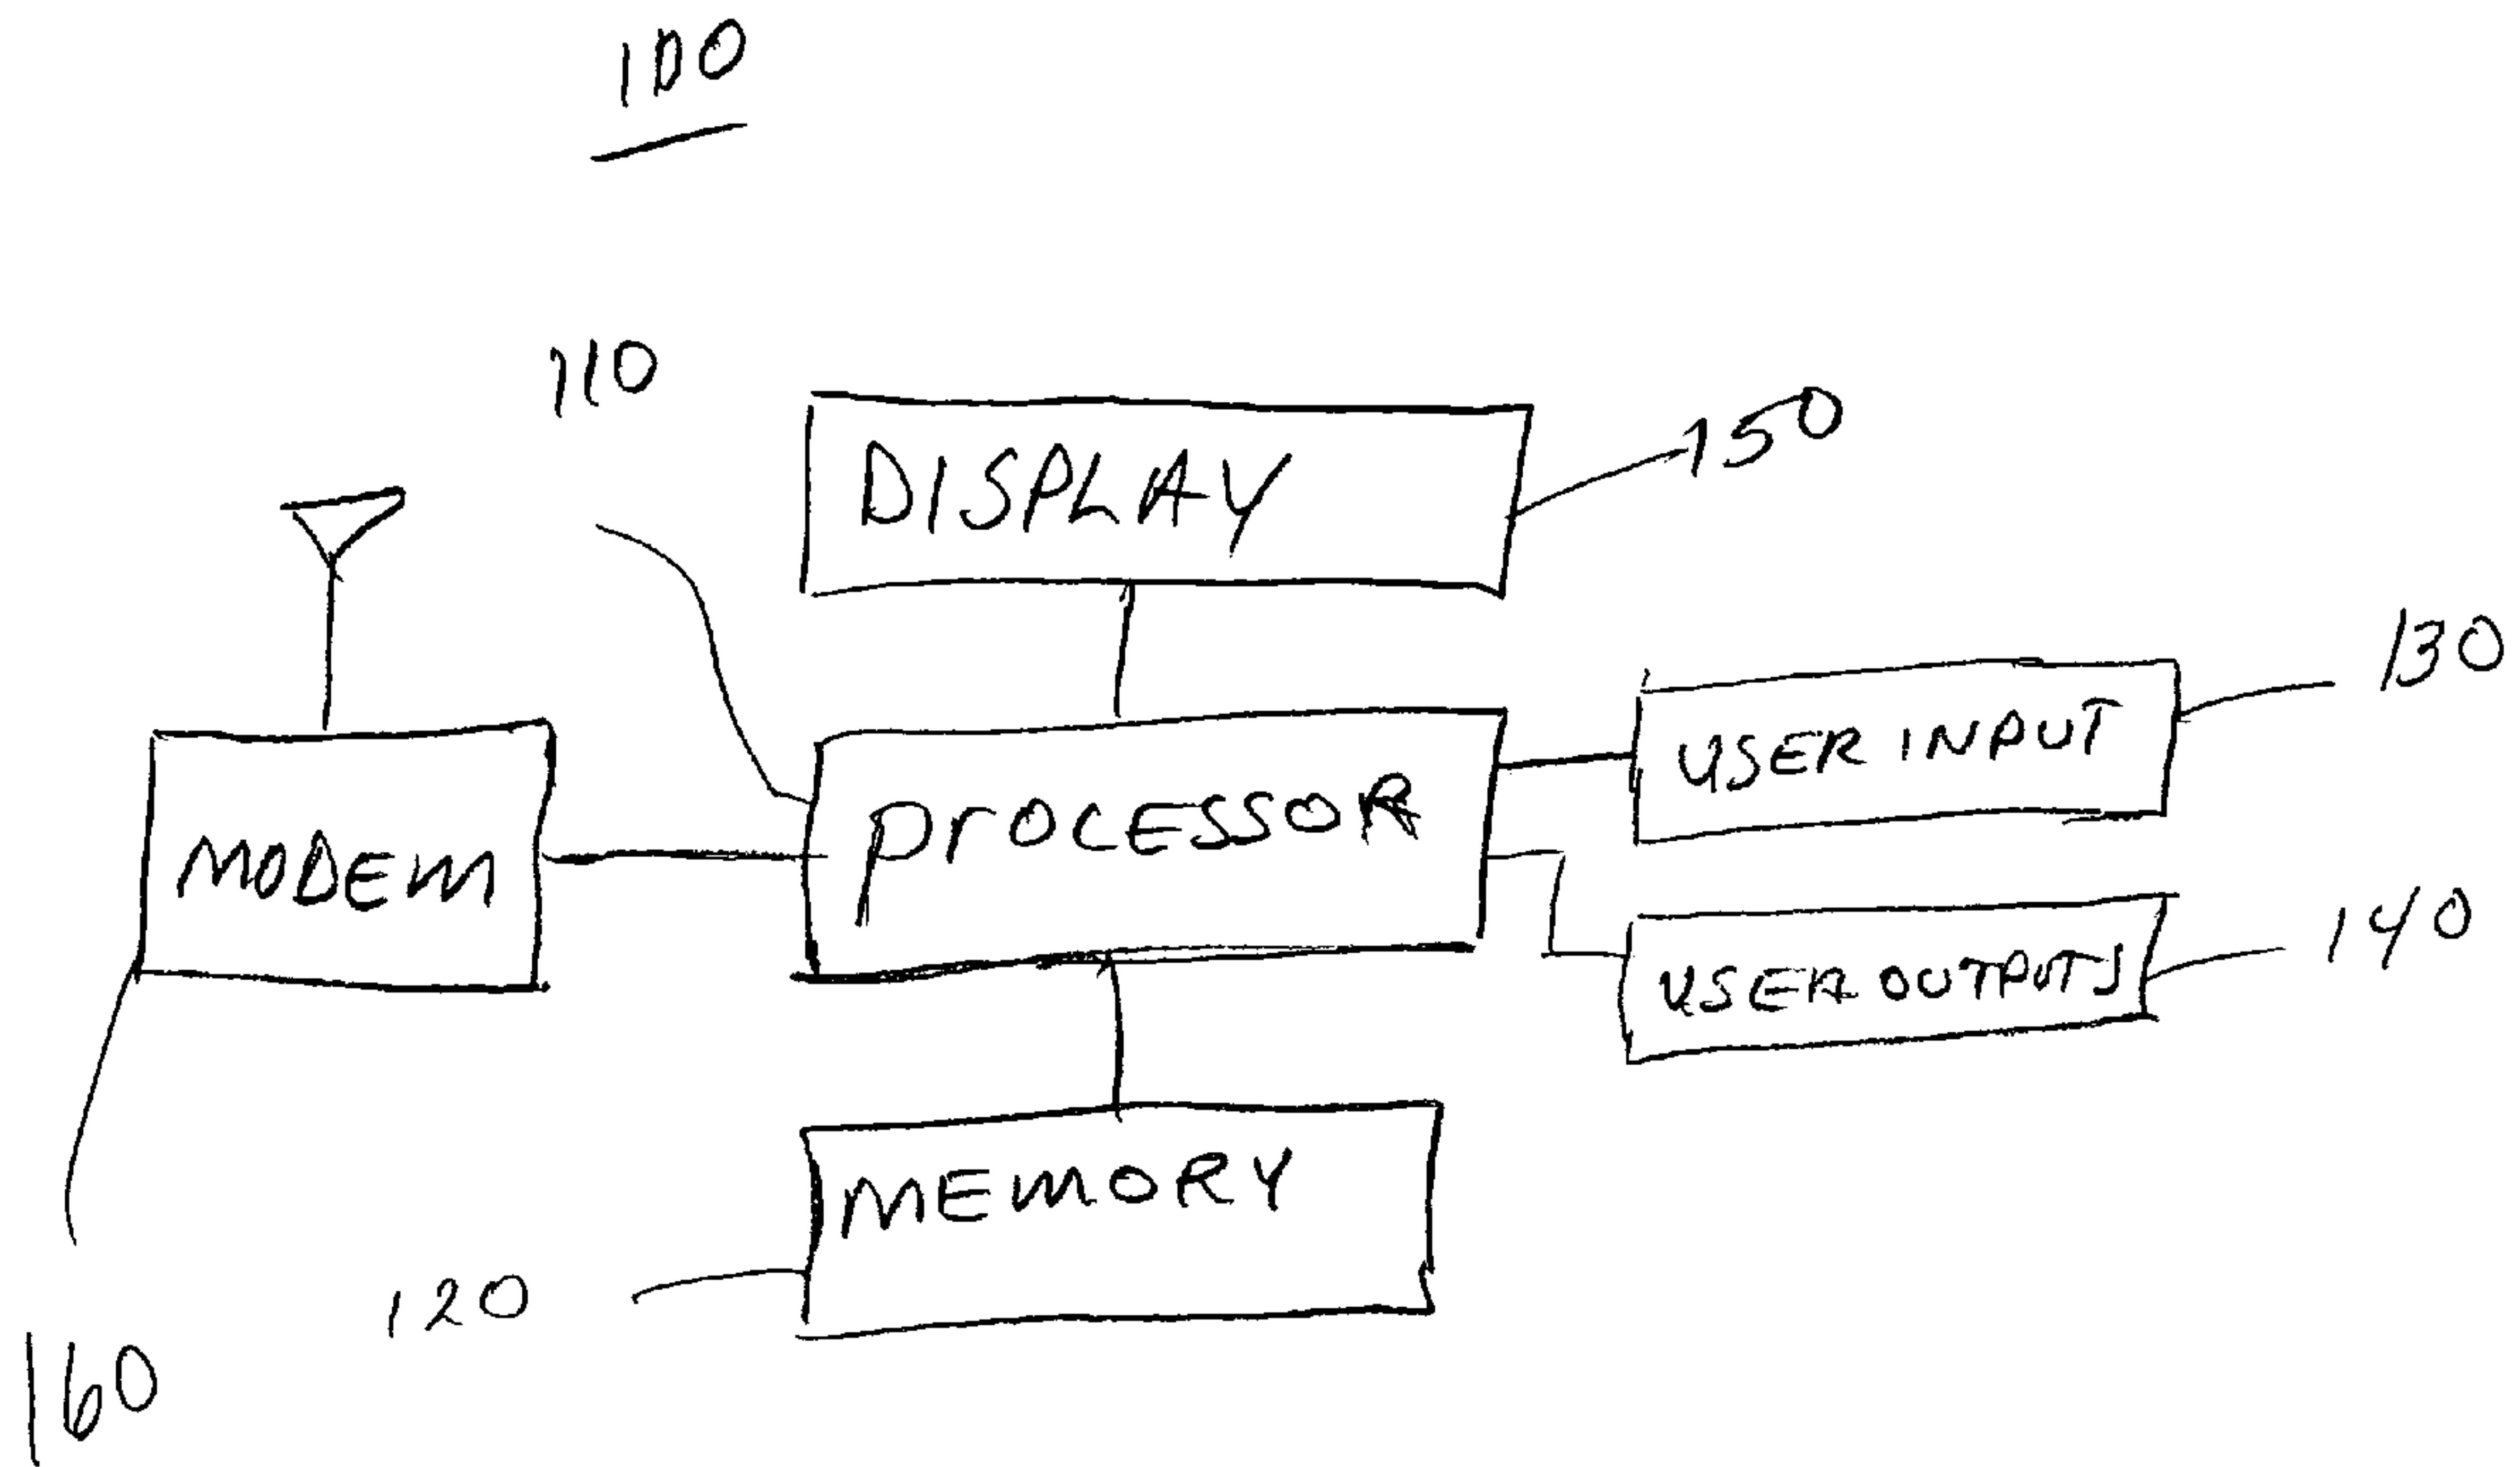 100
110
DISPLAY
150
130
USER INPUT
PROCESSOR
MODEM
140
USER OUTPUTS
MEMORY
120
160